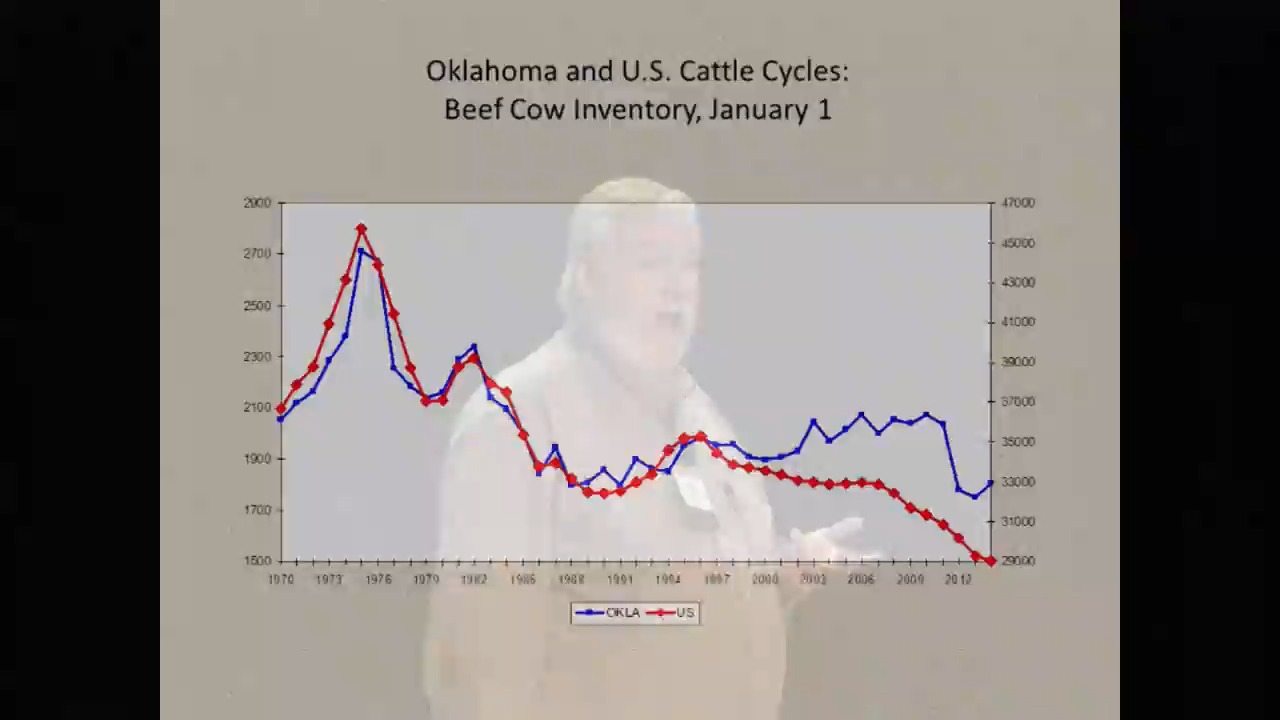 Oklahoma and U.S. Cattle Cycles:
Beef Cow Inventory, January 1
2900 47000
2700 45000
2500 43000
41000
2300 39000
2100 37000
1900 35000
33000
1700 31000
1500 29000
1970 1973 1976 1979 1982 1985 1988 1991 1994 1997 2000 2003 2006 2009 2012
OKLA US